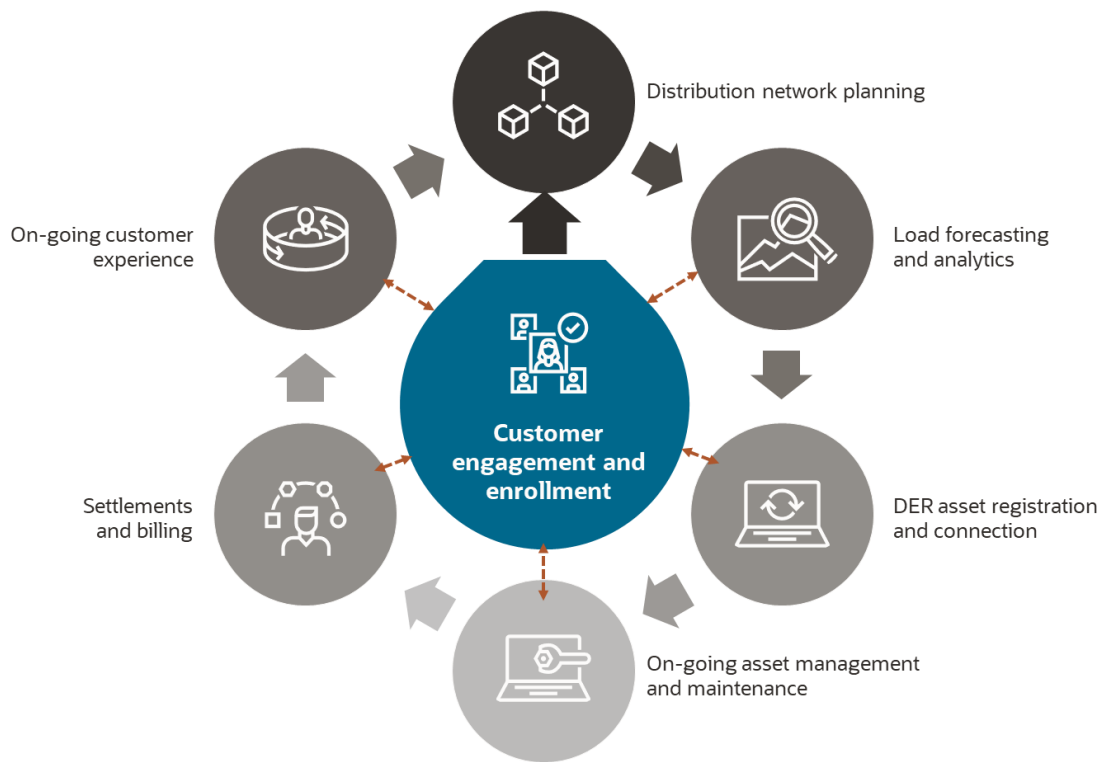 Distribution network planning
Load forecasting
and analytics
DER asset registration
and connection
On-going asset management
and maintenance
Settlements
and billing
On-going customer
experience
Customer
engagement and
enrollment